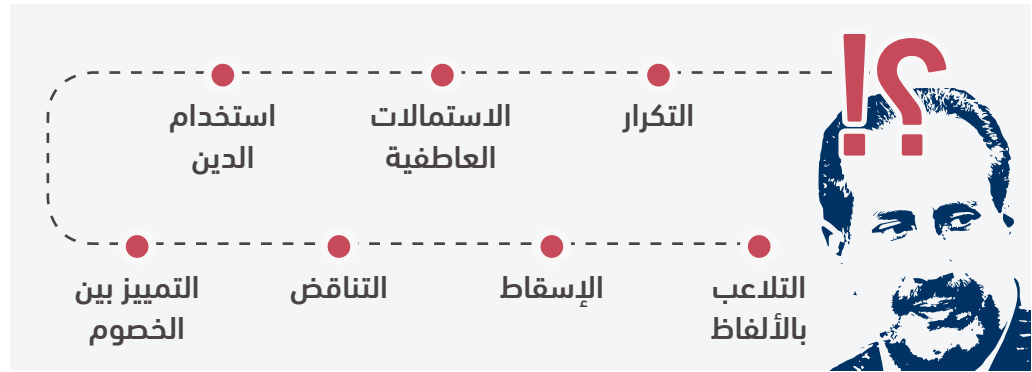 ؟!
التكرار
الاستمالات
العاطفية
استخدام
الدين
التمييز بين
الخصوم
التناقض
الإسقاط
التلاعب
بالألفاظ